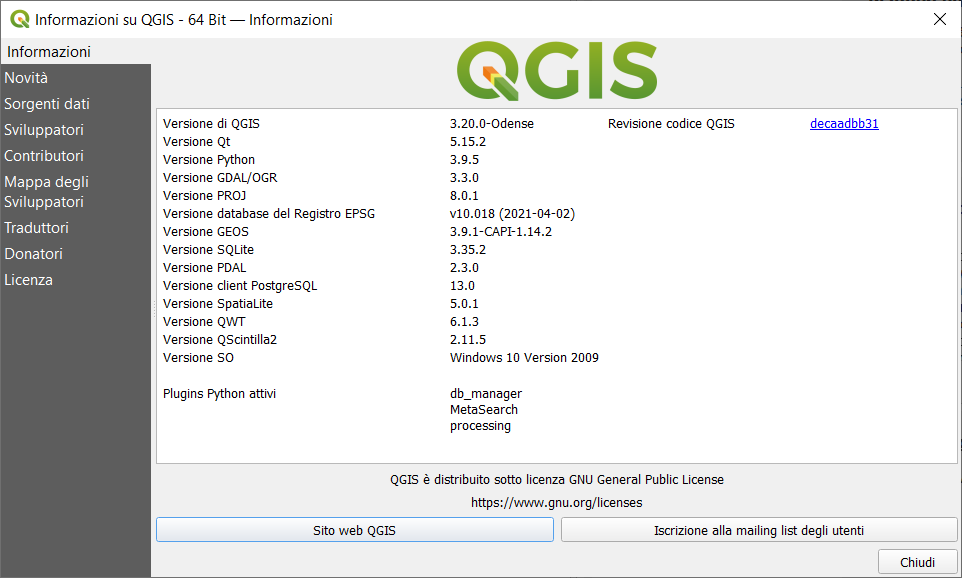 Informazioni su QGIS - 64 Bit — Informazioni
Informazioni
Novità
Sorgenti dati
Sviluppatori
Contributori
Mappa degli
Sviluppatori
Traduttori
Donatori
Licenza
QGIS
Versione di QGIS 3.20.0-Odense Revisione codice QGIS decaadbb31
Versione Qt 5.15.2
Versione Python 3.9.5
Versione GDAL/OGR 3.3.0
Versione PROJ 8.0.1
Versione database del Registro EPSG v10.018 (2021-04-02)
Versione GEOS 3.9.1-CAPI-1.14.2
Versione SQLite 3.35.2
Versione PDAL 2.3.0
Versione client PostgreSQL 13.0
Versione SpatiaLite 5.0.1
Versione QWT 6.1.3
Versione QScintilla2 2.11.5
Versione SO Windows 10 Version 2009
Plugins Python attivi db_manager
MetaSearch
processing
QGIS è distribuito sotto licenza GNU General Public License
https://www.gnu.org/licenses
Sito web QGIS Iscrizione alla mailing list degli utenti
Chiudi